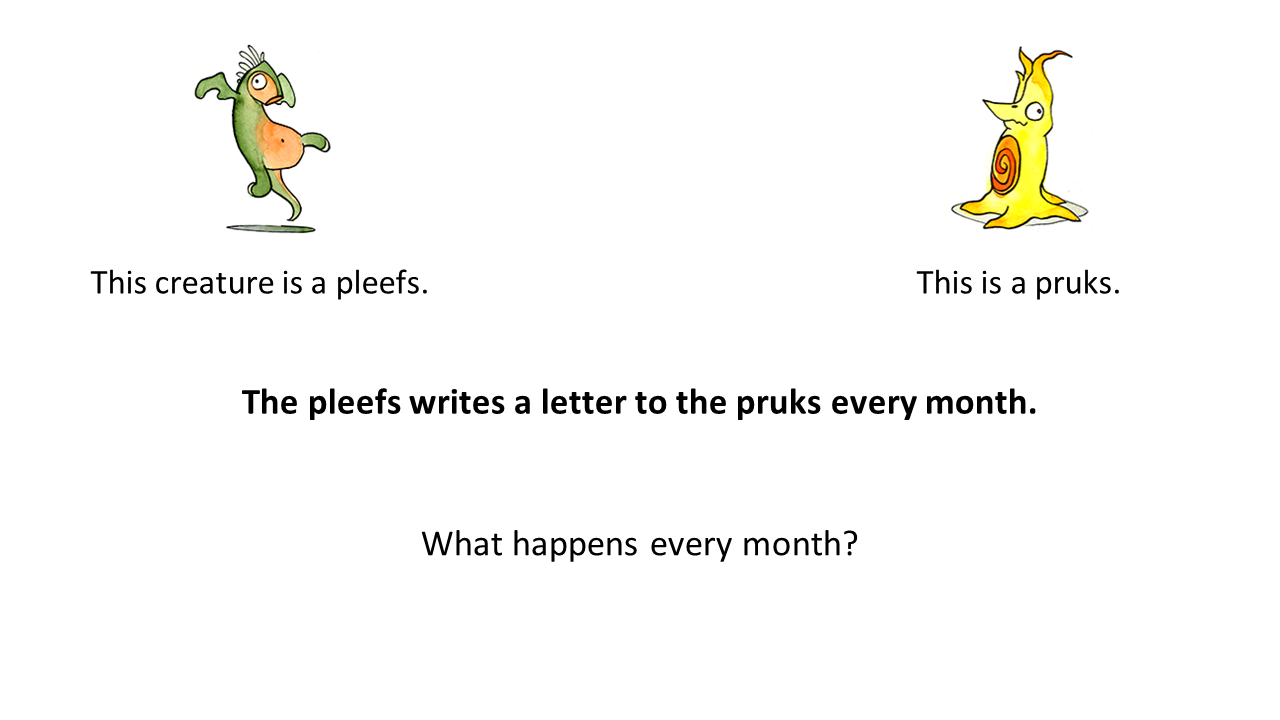 This creature is a pleefs.
This is a pruks.
The pleefs writes a letter to the pruks every month.
What happens every month?